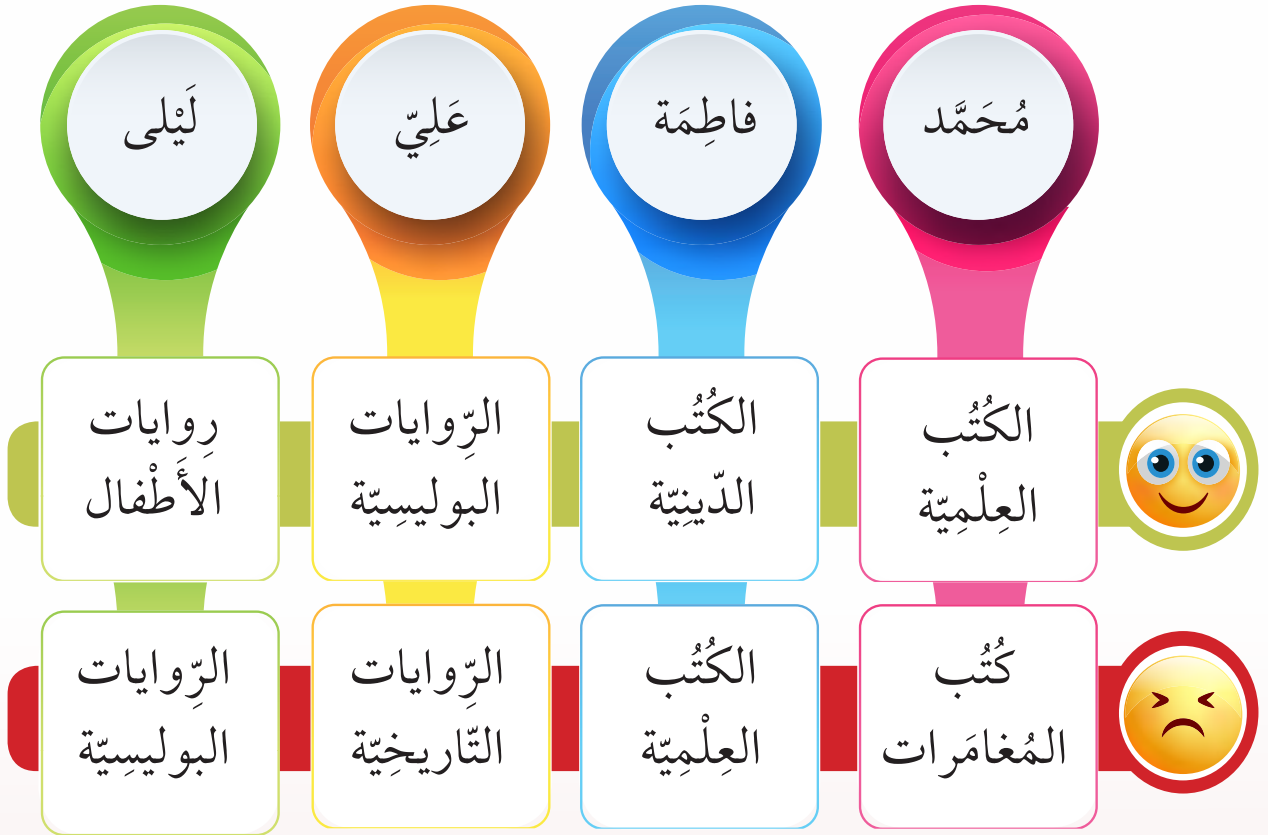 مُحَمَّد
فاطِمَة
عَلِيّ
لَيْلى
الكُتُب
العِلْمِيّة
الكُتُب
الدّينِيّة
الرِّوايات
البوليسِيّة
رِوايات
الأَطْفال
كُتُب
المُغامَرات
الكُتُب
العِلْمِيّة
الرِّوايات
التّاريخِيّة
الرِّوايات
البوليسِيّة